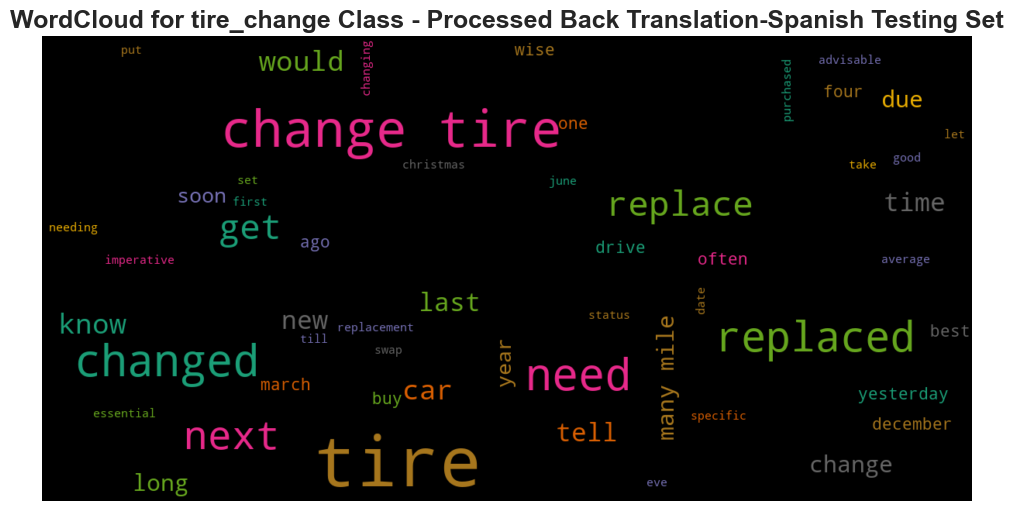 WordCloud for tire_change Class - Processed Back Translation-Spanish Testing Set
put
would
changing
wise
purchased
advisable
four
due
change tire
one
let
christmas
take
good
set
june
soon
first
replace
time
needing
get
ago
drive
imperative
often
average
last
date
know
new
replacement
status
till
swap
many mile
replaced
best
changed
year
need
march
car
buy
yesterday
essential
specific
december
next
tell
tire
change
long
eve